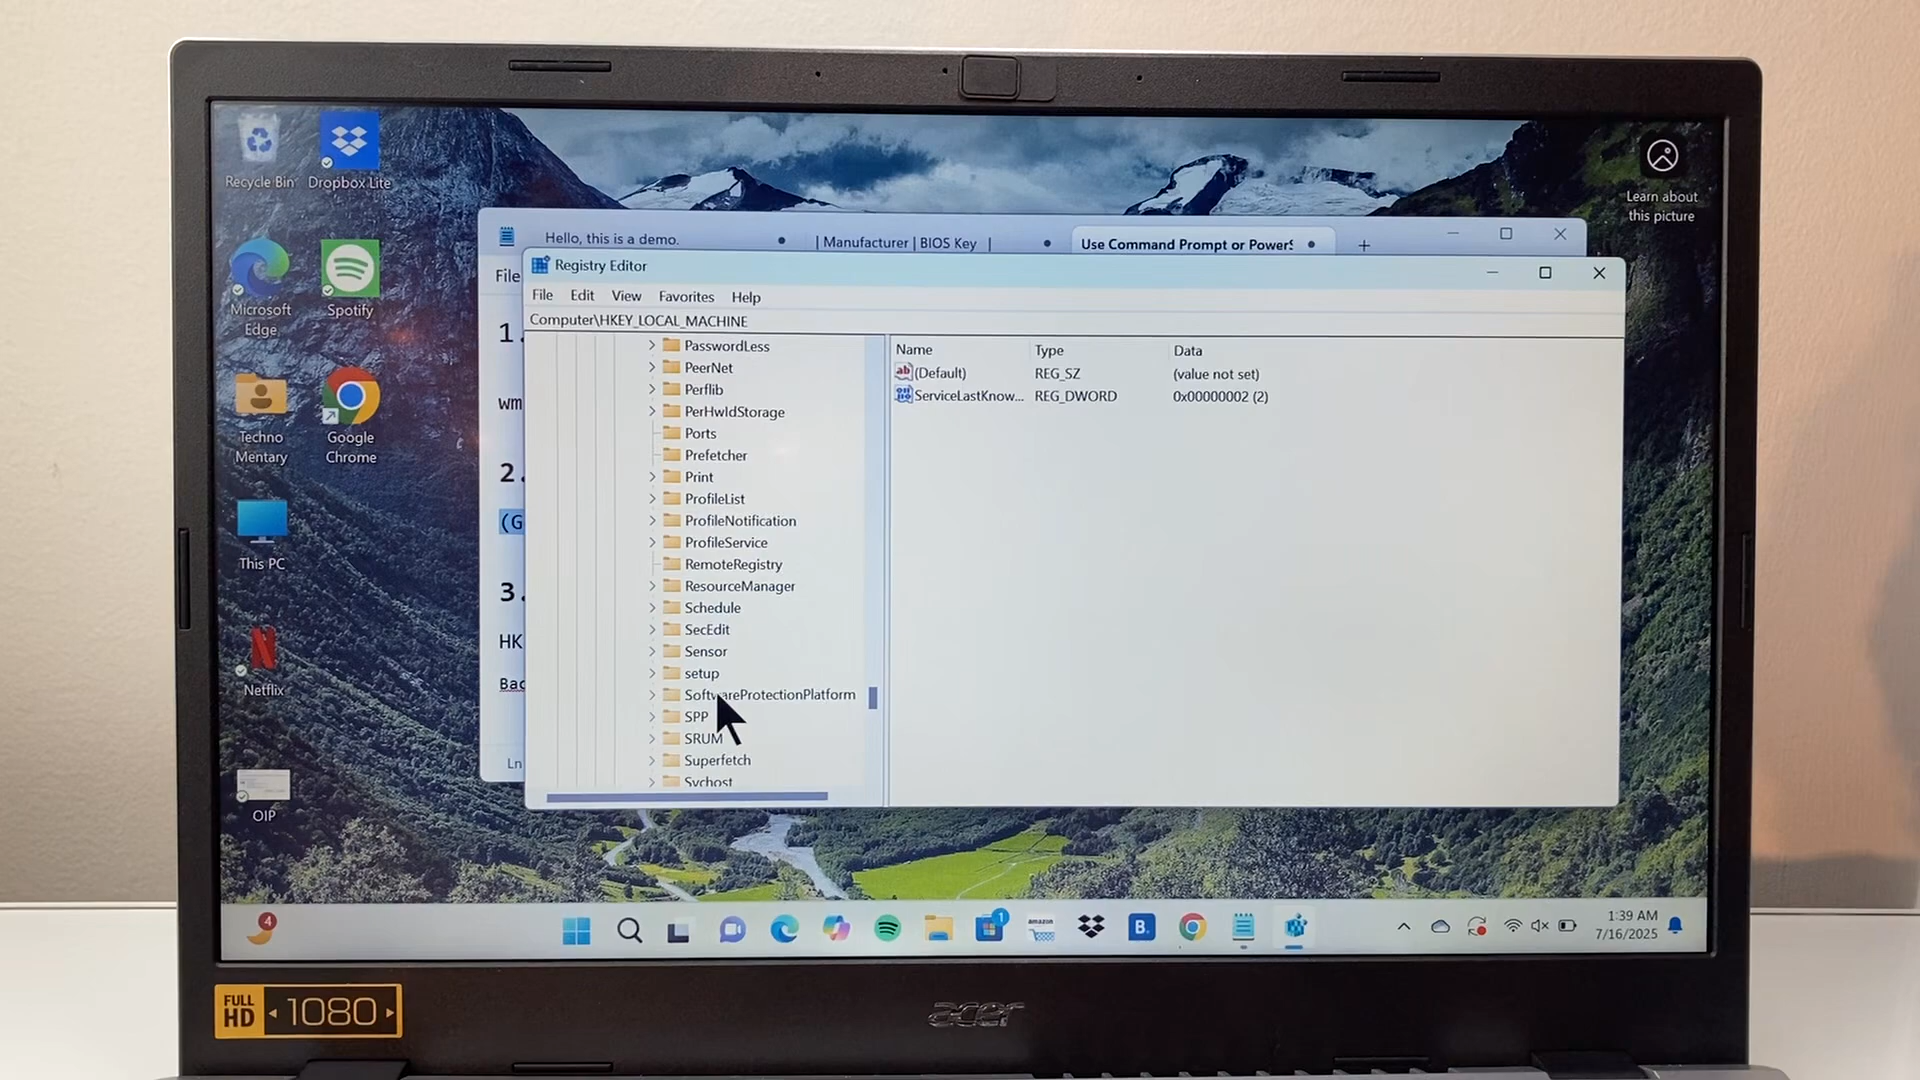 Recycle Bin
Dropbox Lite
Microsoft
Edge
Spotify
Techno
Mentary
Google
Chrome
This PC
Netflix
OIP
Learn about
this picture
Hello, this is a demo.
| Manufacturer | BIOS Key |
Use Command Prompt or PowerS
File
1.
wm
2.
(G
3.
HK
Bac
Ln
Registry Editor
File Edit View Favorites Help
Computer\HKEY_LOCAL_MACHINE
PasswordLess
PeerNet
Perflib
PerHwIdStorage
Ports
Prefetcher
Print
ProfileList
ProfileNotification
ProfileService
RemoteRegistry
ResourceManager
Schedule
SecEdit
Sensor
setup
SoftwareProtectionPlatform
SPP
SRUM
Superfetch
Svchost
Name Type Data
ab (Default) REG_SZ (value not set)
ServiceLastKnow... REG_DWORD 0x00000002 (2)
4
1
amazon
B.
1:39 AM
7/16/2025
FULL
HD
1080
acer